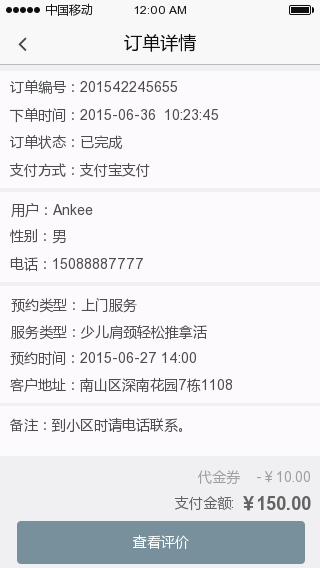 中国移动 12:00 AM
订单详情
订单编号：201542245655
下单时间：2015-06-36 10:23:45
订单状态：已完成
支付方式：支付宝支付
用户：Ankee
性别：男
电话：15088887777
预约类型：上门服务
服务类型：少儿肩颈轻松推拿活
预约时间：2015-06-27 14:00
客户地址：南山区深南花园7栋1108
备注：到小区时请电话联系。
代金券 -¥10.00
支付金额: ¥150.00
查看评价